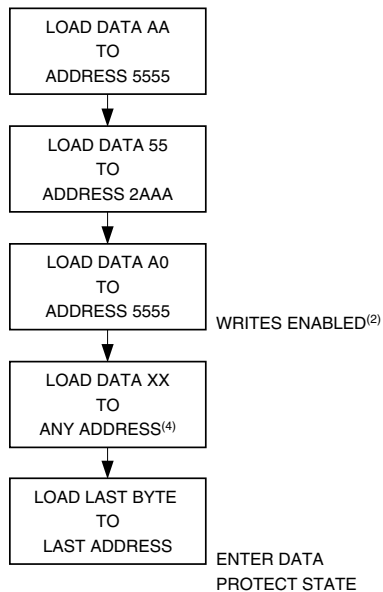 LOAD DATA AA
TO
ADDRESS 5555
LOAD DATA 55
TO
ADDRESS 2AAA
LOAD DATA A0
TO
ADDRESS 5555
WRITES ENABLED(2)
LOAD DATA XX
TO
ANY ADDRESS(4)
LOAD LAST BYTE
TO
LAST ADDRESS
ENTER DATA
PROTECT STATE